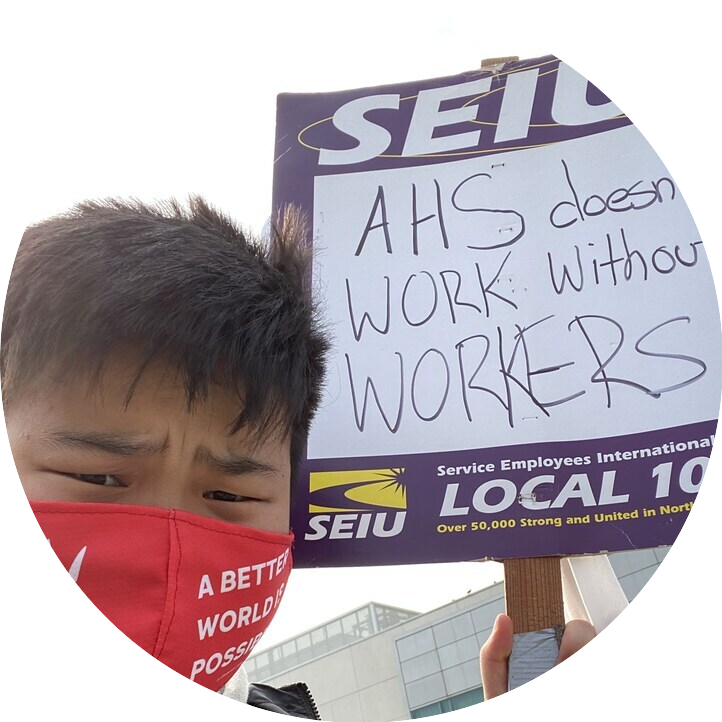 SEIU
AHS doesn
WORK Withou
WORKERS
Service Employees International
LOCAL 10
SEIU
Over 50,000 Strong and United in North
A BETTER
WORLD IS
POSSI